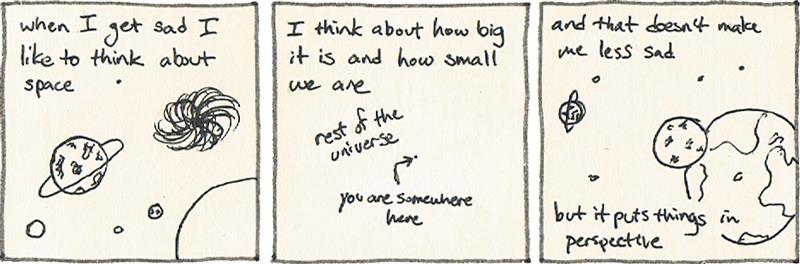 when I get sad I
like to think about
space
I think about how big
it is and how small
we are
rest of the
universe
you are somewhere
here
and that doesn't make
me less sad
but it puts things in
perspective